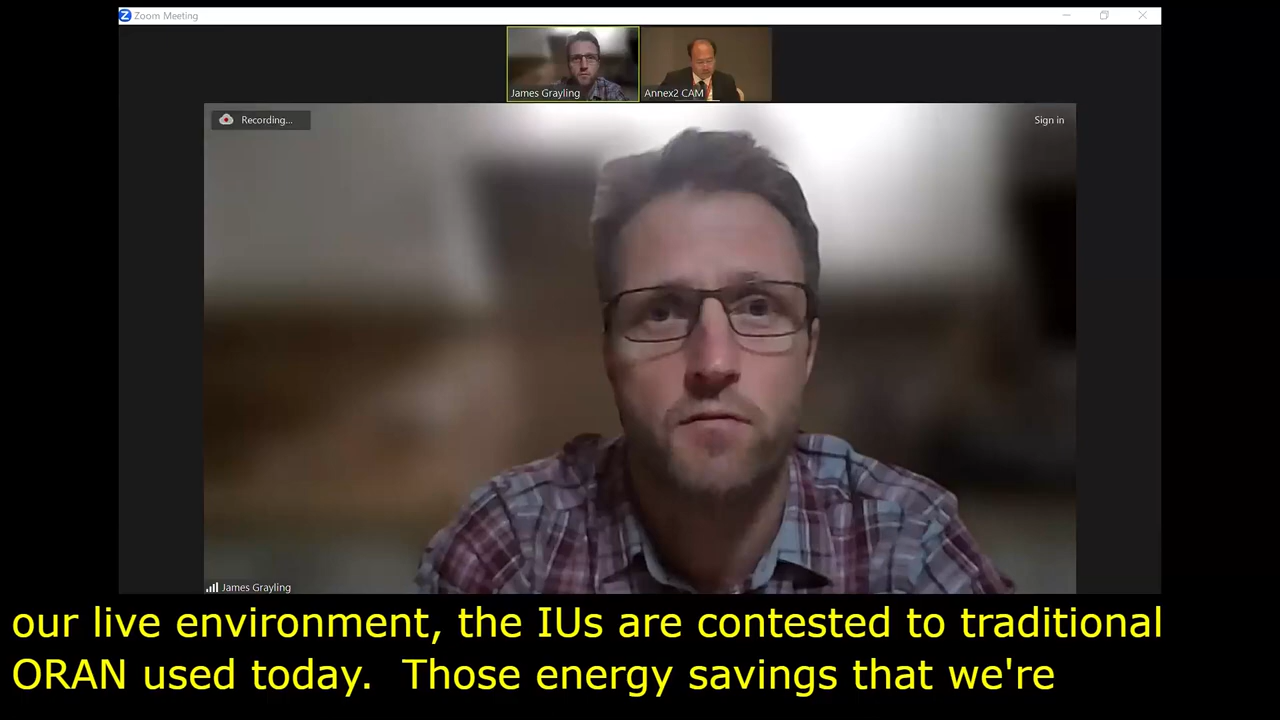 Zoom Meeting
James Grayling
Annex2 CAM
Recording...
Sign in
James Grayling
our live environment, the IUs are contested to traditional
ORAN used today.  Those energy savings that we're